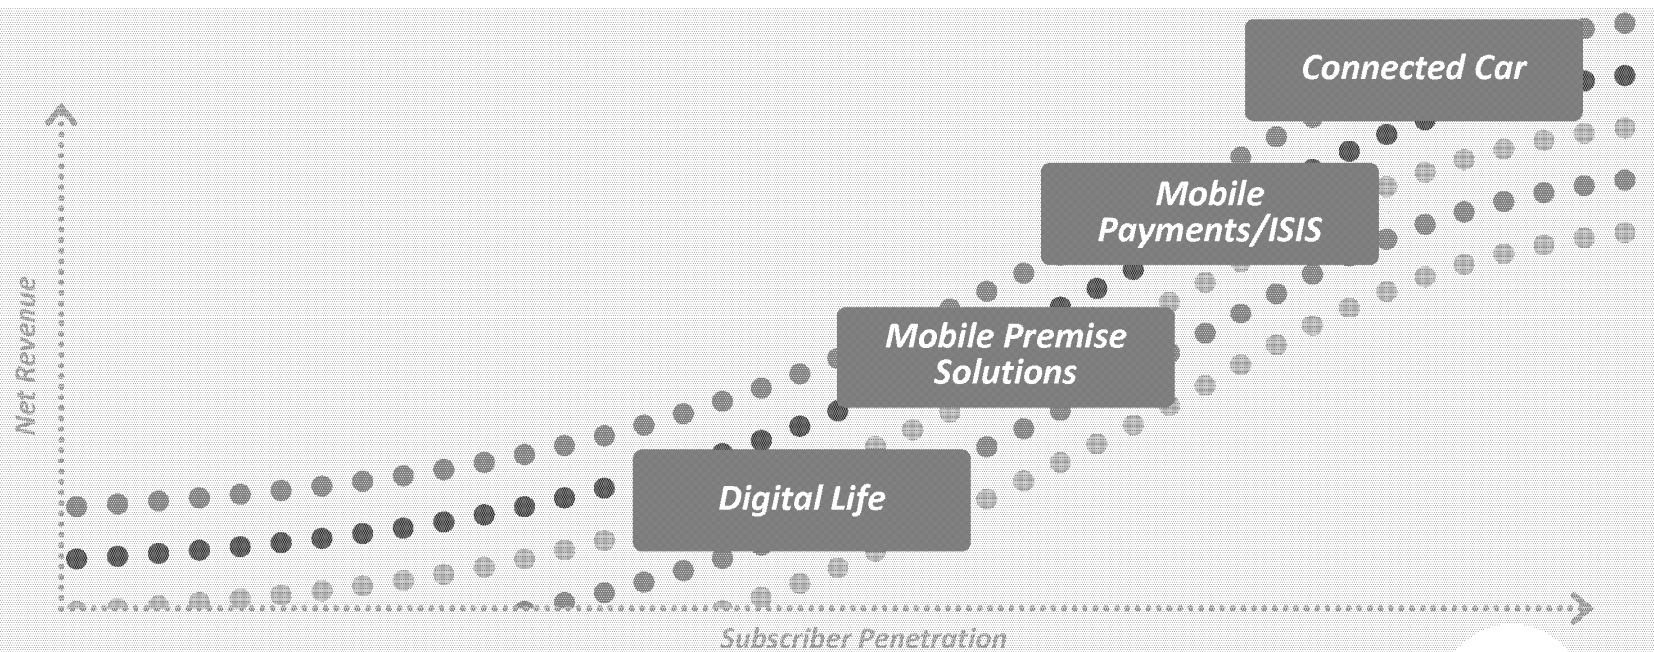 Connected Car
Mobile
Payments/ISIS
Mobile Premise
Solutions
Digital Life
Net Revenue
Subscriber Penetration